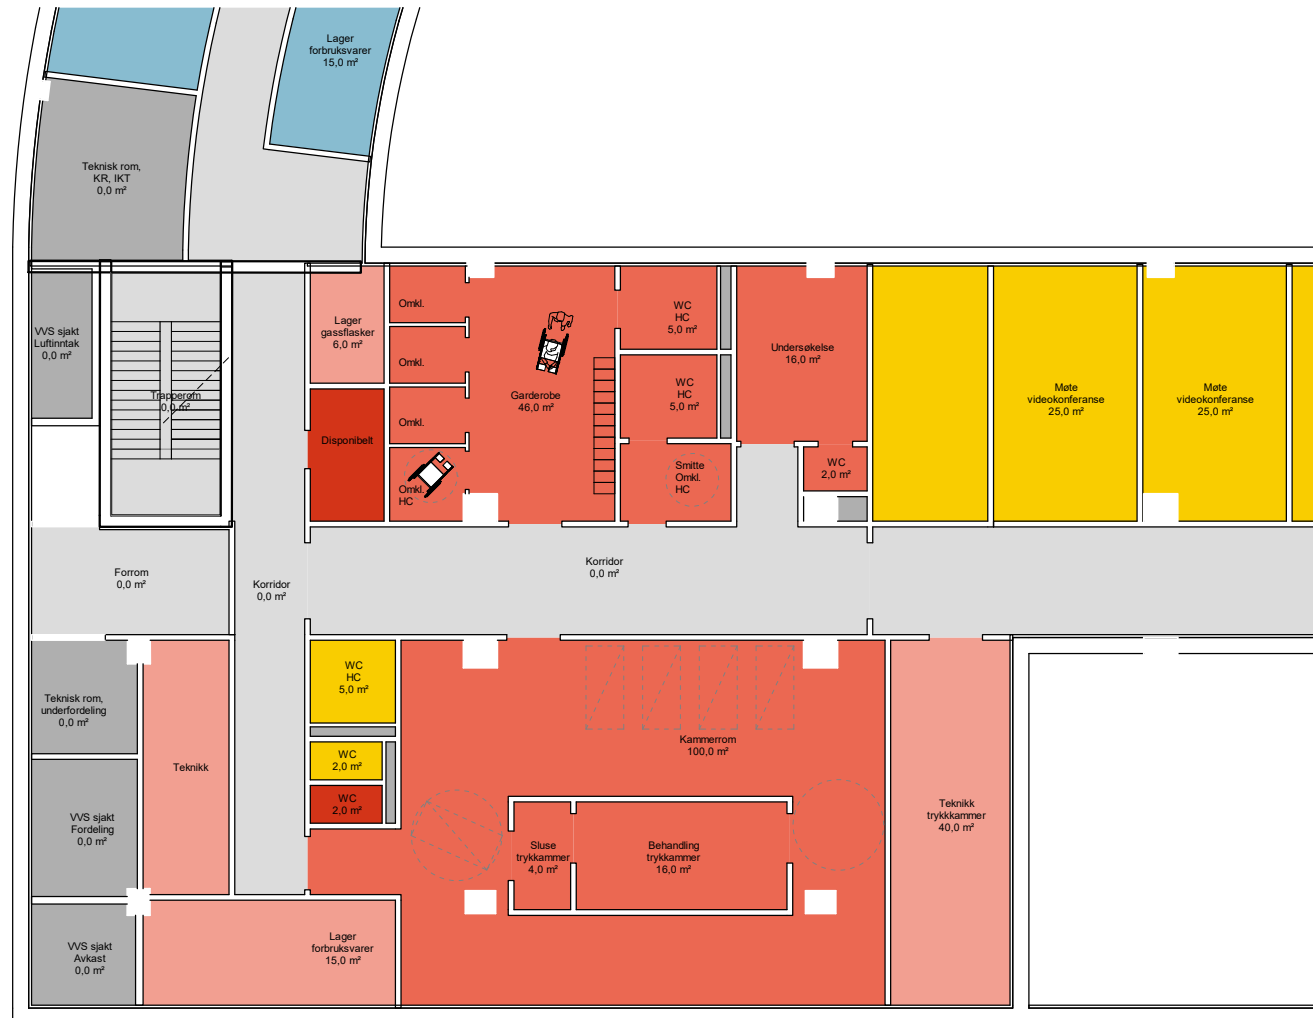 Lager
forbruksvarer
15,0 m²
Teknisk rom,
KR, IKT
0,0 m²
VVS sjakt
Luftinntak
0,0 m²
Trapperom
0,0 m²
Lager
gassflasker
6,0 m²
Omkl.
Omkl.
Omkl.
Omkl.
HC
Disponibelt
Garderobe
46,0 m²
WC
HC
5,0 m²
WC
HC
5,0 m²
Smitte
Omkl.
HC
Undersøkelse
16,0 m²
WC
2,0 m²
Møte
videokonferanse
25,0 m²
Møte
videokonferanse
25,0 m²
Forrom
0,0 m²
Korridor
0,0 m²
Korridor
0,0 m²
Teknisk rom,
underfordeling
0,0 m²
Teknikk
WC
HC
5,0 m²
WC
2,0 m²
WC
2,0 m²
Kammerrom
100,0 m²
VVS sjakt
Fordeling
0,0 m²
Sluse
trykkammer
4,0 m²
Behandling
trykkammer
16,0 m²
Teknikk
trykkkammer
40,0 m²
VVS sjakt
Avkast
0,0 m²
Lager
forbruksvarer
15,0 m²